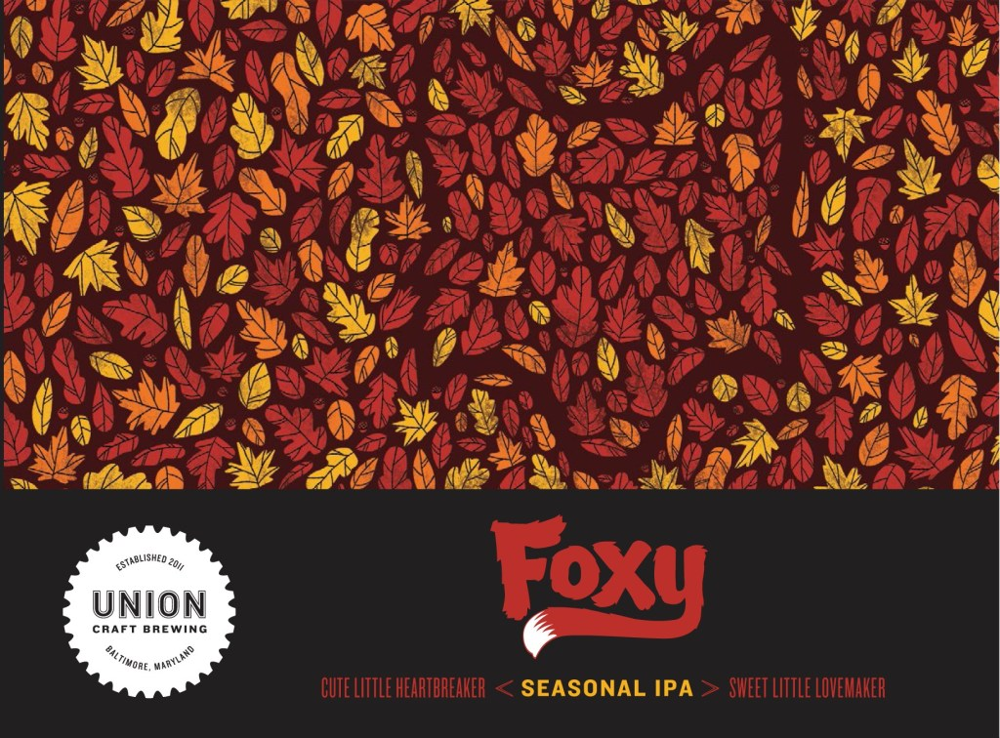 ESTABLISHED 2011
UNION
CRAFT BREWING
BALTIMORE, MARYLAND
Foxy
CUTE LITTLE HEARTBREAKER < SEASONAL IPA > SWEET LITTLE LOVEMAKER